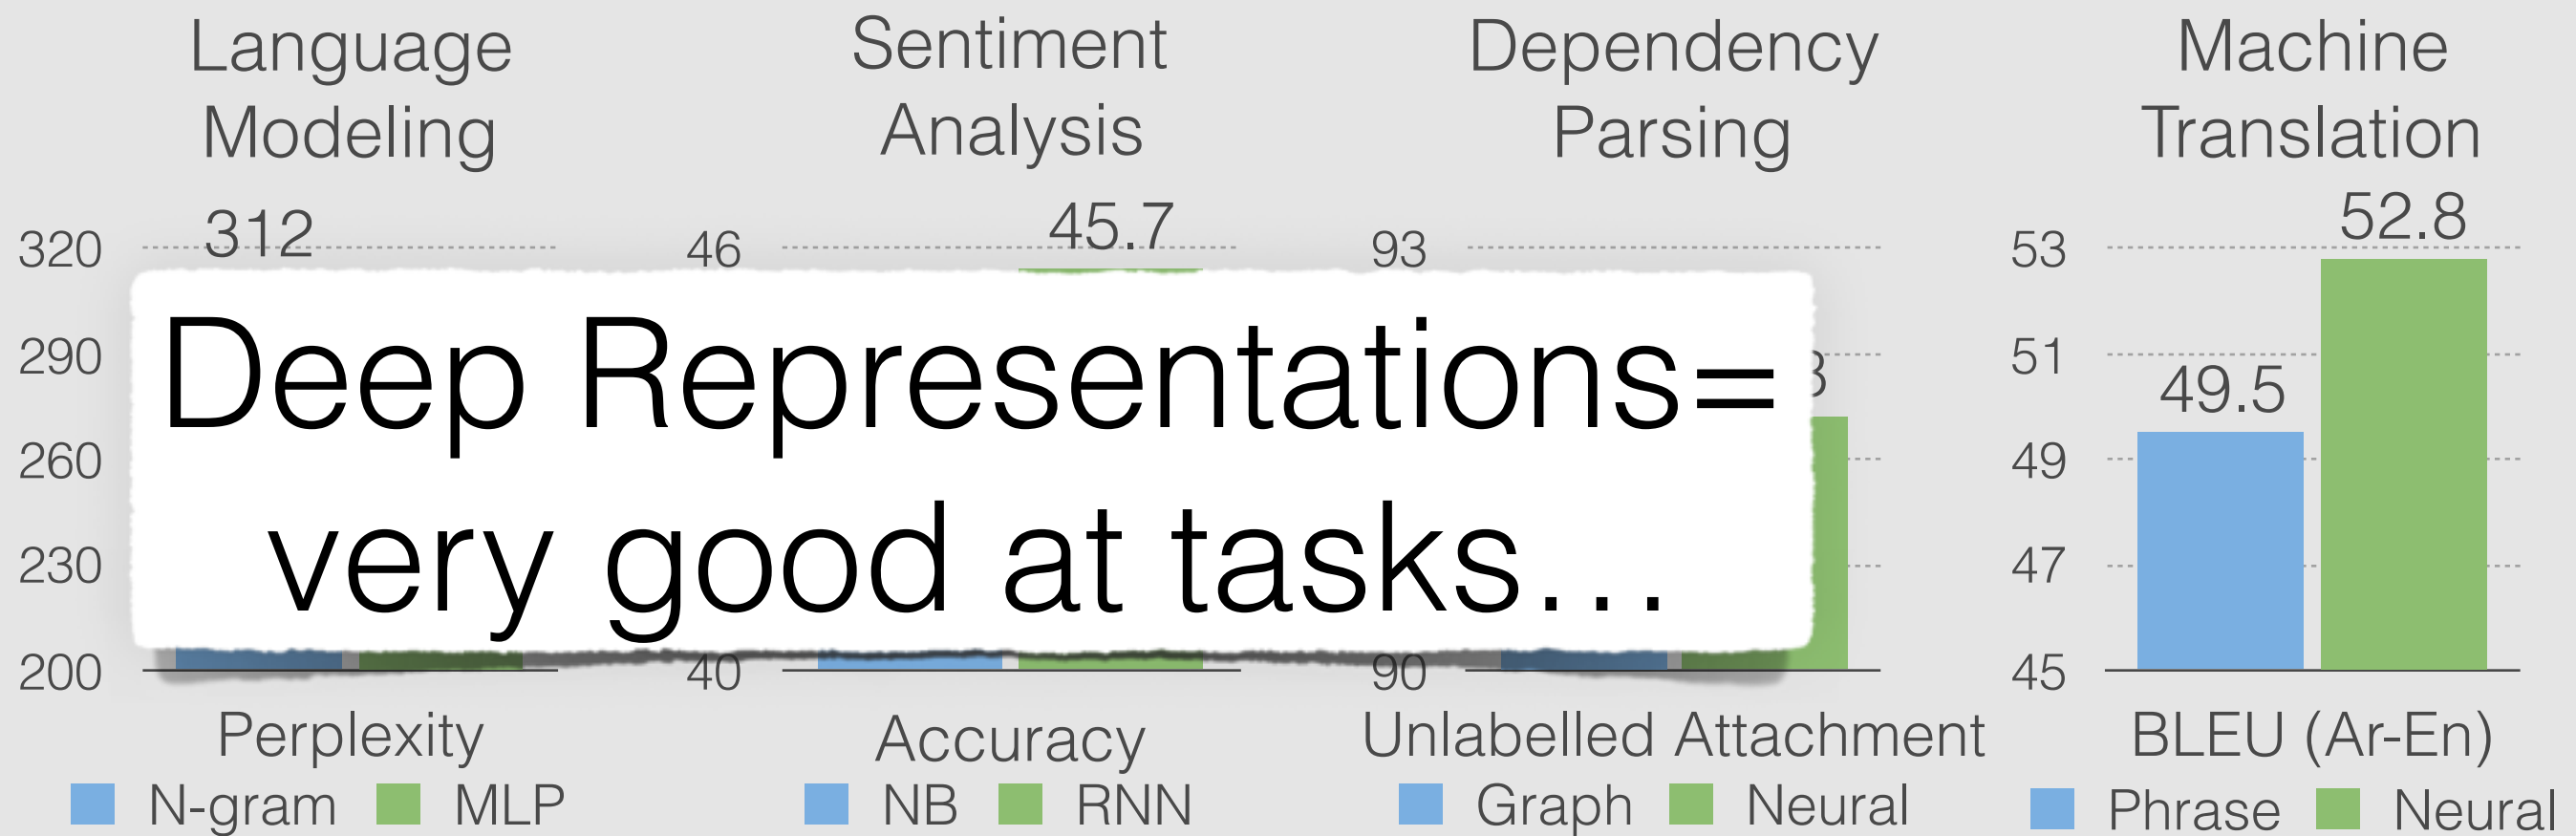 Language
Modeling
312
320
290
260
230
200
Perplexity
N-gram MLP
Sentiment
Analysis
45.7
46
40
Accuracy
NB RNN
Dependency
Parsing
93
90
Unlabelled Attachment
Graph Neural
Machine
Translation
52.8
53
51
49.5
49
47
45
BLEU (Ar-En)
Phrase Neural
Deep Representations=
very good at tasks...